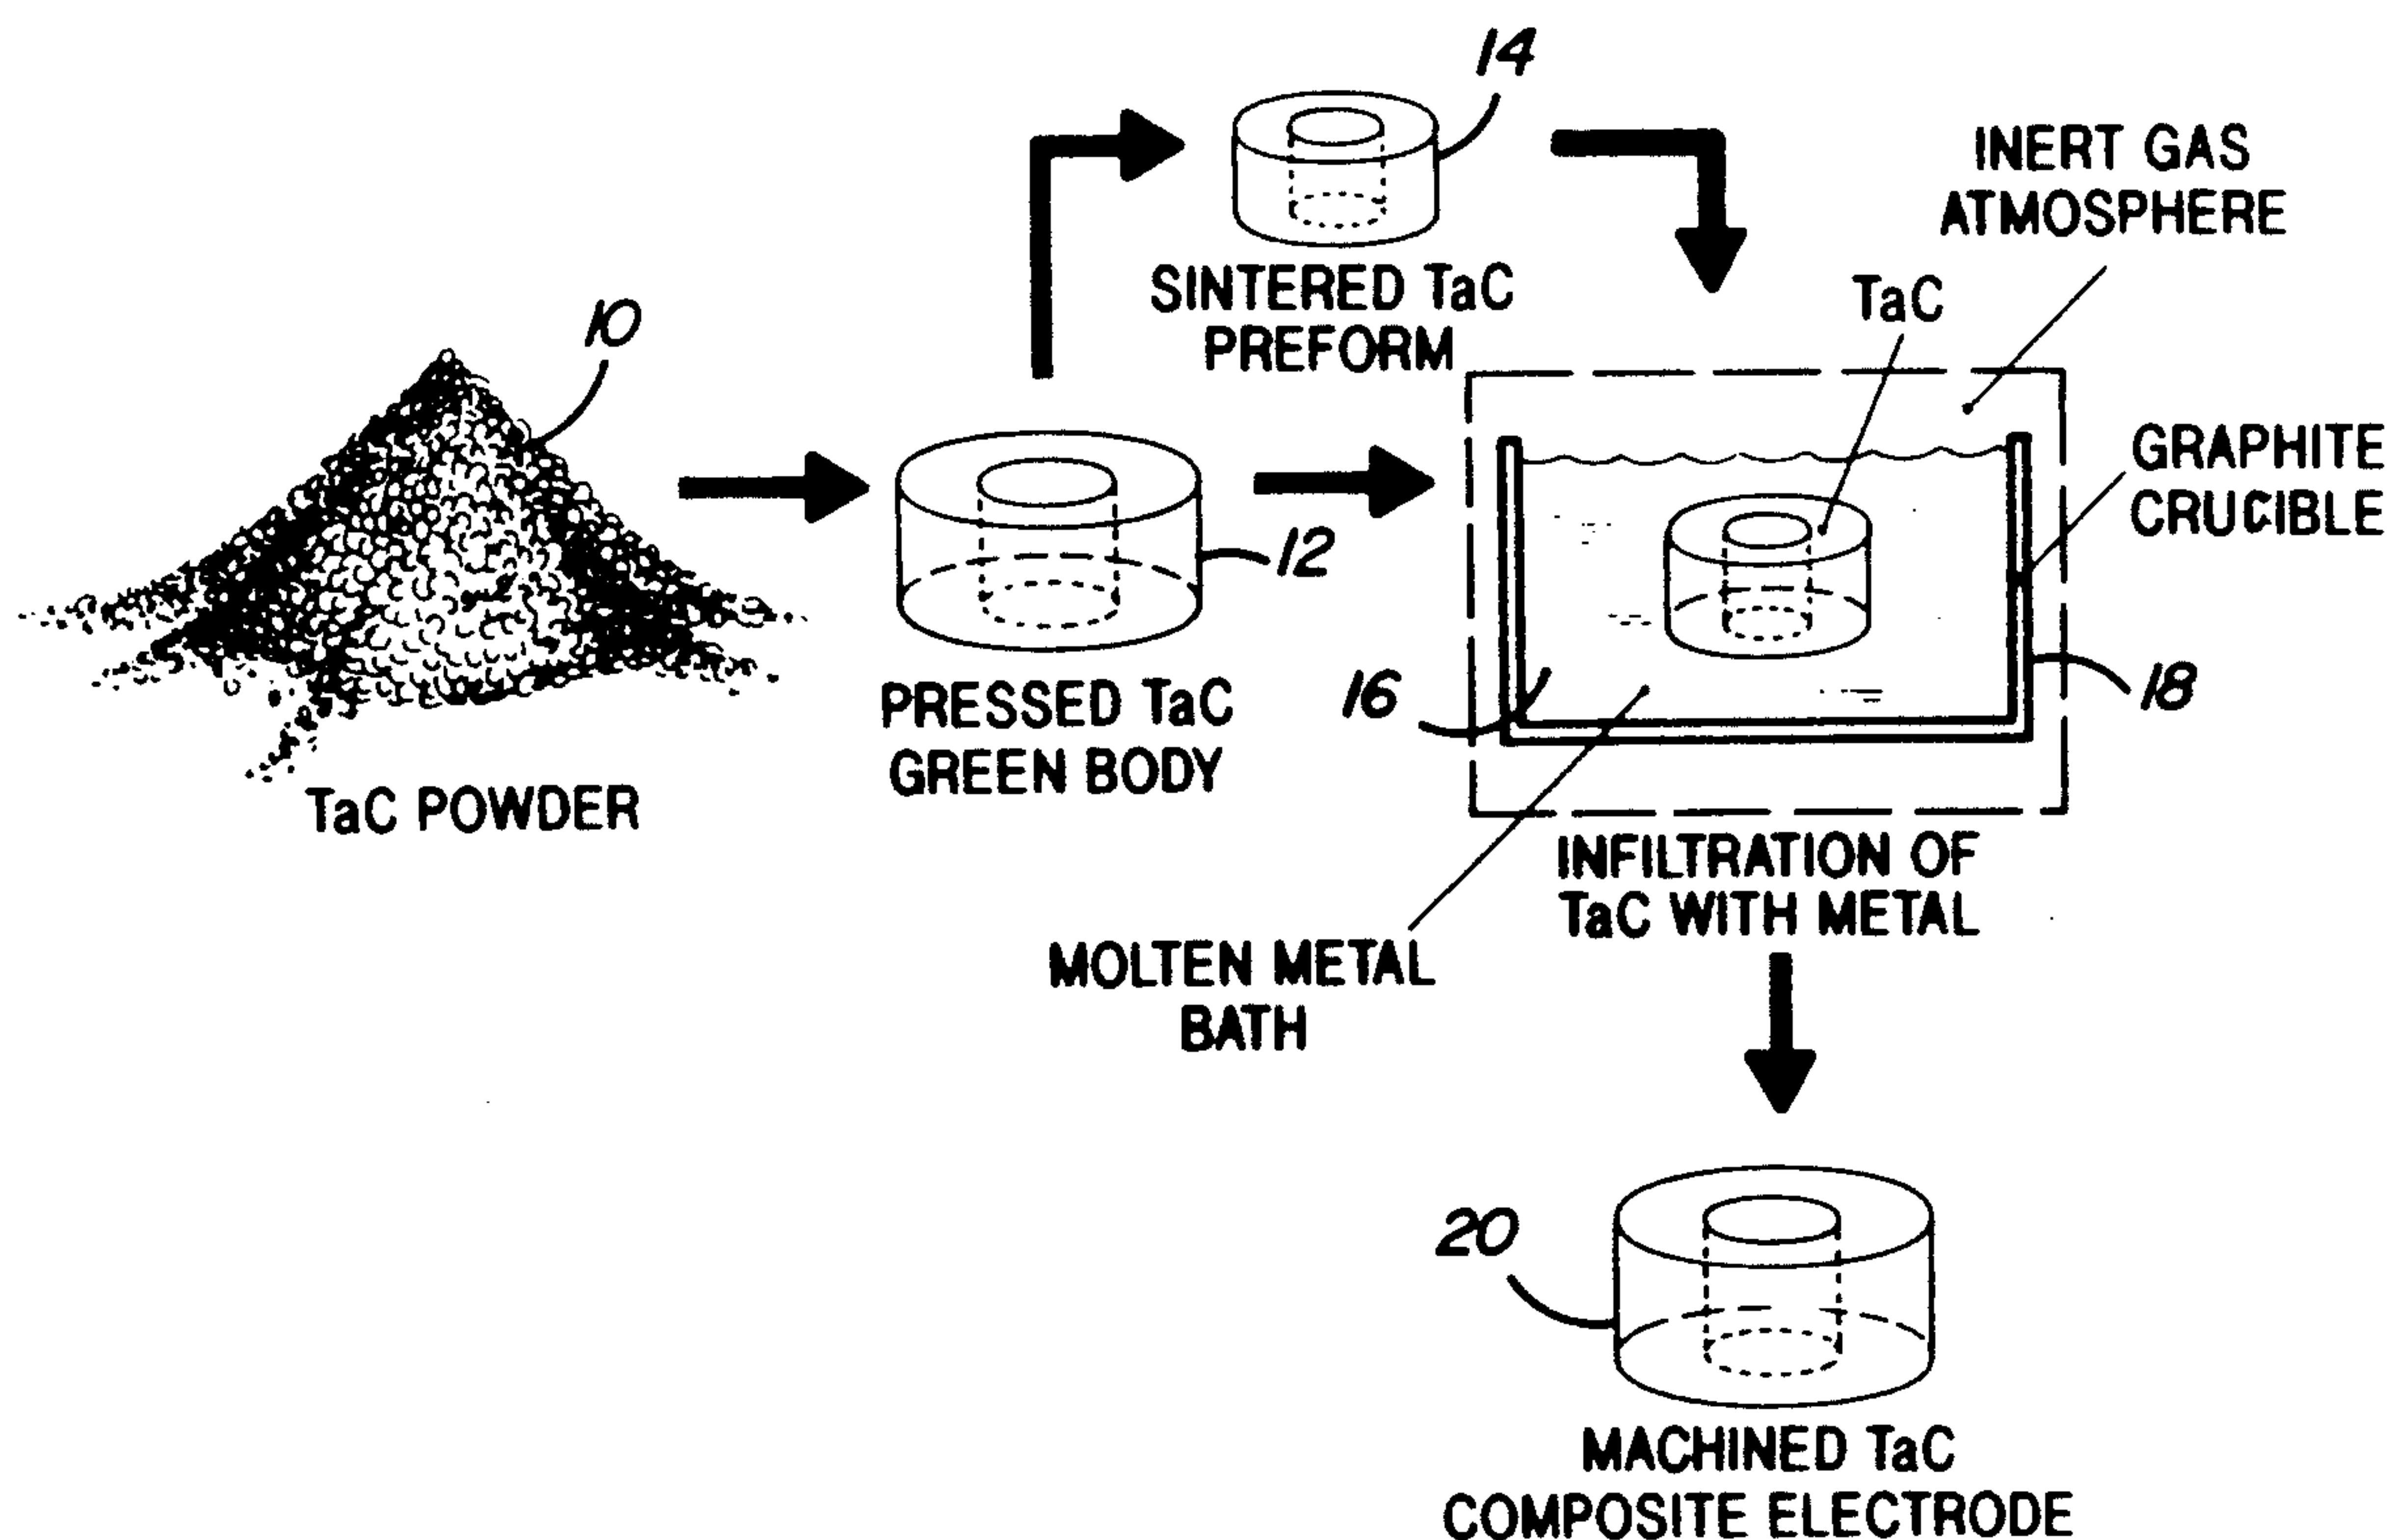 14
INERT GAS
ATMOSPHERE
TaC
SINTERED TaC
PREFORM
10
GRAPHITE
CRUCIBLE
12
16
18
PRESSED TaC
GREEN BODY
TaC POWDER
INFILTRATION OF
TaC WITH METAL
MOLTEN METAL
BATH
20
MACHINED TaC
COMPOSITE ELECTRODE